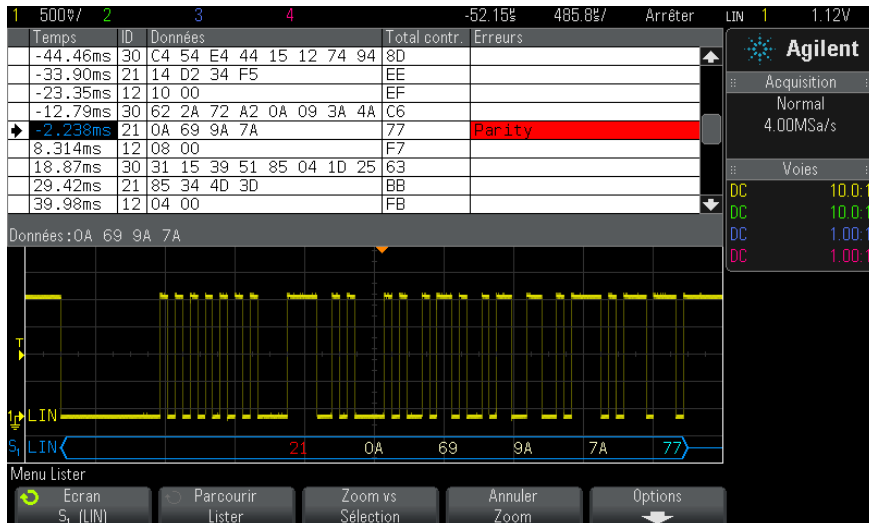 1 500▽/ 2 3 4 -52.15 485.8 / Arrêter LIN 1 1.12V
Temps ID Données Total contr. Erreurs
-44.46ms 30 C4 54 E4 44 15 12 74 94 8D
-33.90ms 21 14 D2 34 F5 EE
-23.35ms 12 10 00 EF
-12.79ms 30 62 2A 72 A2 0A 09 3A 4A C6
-2.238ms 21 0A 69 9A 7A 77 Parity
8.314ms 12 08 00 F7
18.87ms 30 31 15 39 51 85 04 1D 25 63
29.42ms 21 85 34 4D 3D BB
39.98ms 12 04 00 FB
Données:0A 69 9A 7A
Agilent
Acquisition
Normal
4.00MSa/s
Voies
DC 10.0:1
DC 10.0:1
DC 1.00:1
DC 1.00:1
T
1 LIN
S1 LIN 21 0A 69 9A 7A 77
Menu Lister
Ecran
S1 (LIN)
Parcourir
Lister
Zoom vs
Sélection
Annuler
Zoom
Options